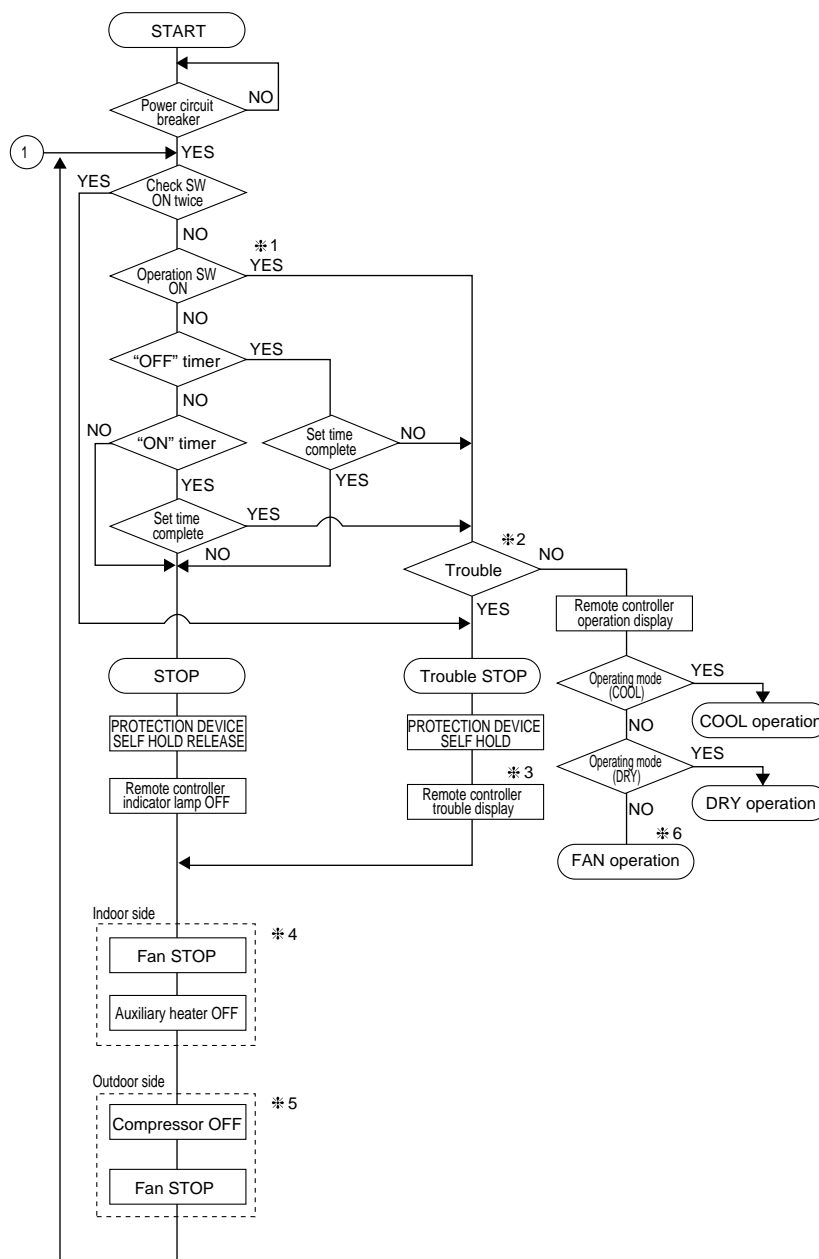 START
NO
Power circuit
breaker
1
YES
YES
Check SW
ON twice
NO
❉1
YES
Operation SW
ON
NO
YES
“OFF” timer
NO
NO
“ON” timer
Set time
complete
NO
YES
YES
Set time
complete
YES
NO
❉2
NO
Trouble
YES
Remote controller
operation display
STOP
Trouble STOP
Operating mode
(COOL)
YES
COOL operation
PROTECTION DEVICE
SELF HOLD RELEASE
PROTECTION DEVICE
SELF HOLD
NO
❉3
Operating mode
(DRY)
YES
Remote controller
indicator lamp OFF
Remote controller
trouble display
DRY operation
NO
❉6
FAN operation
Indoor side
❉4
Fan STOP
Auxiliary heater OFF
Outdoor side
❉5
Compressor OFF
Fan STOP